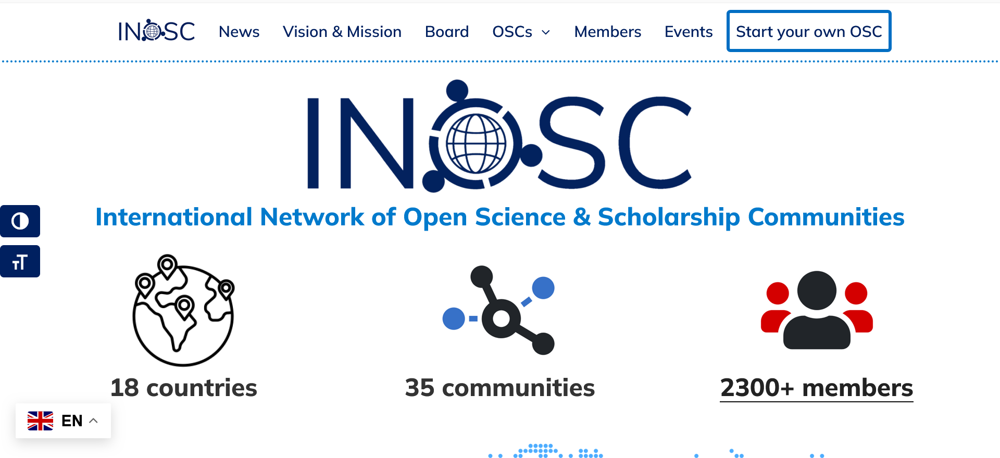 INOSC News Vision & Mission Board OSCs Members Events Start your own OSC
INOSC
International Network of Open Science & Scholarship Communities
18 countries 35 communities 2300+ members
EN